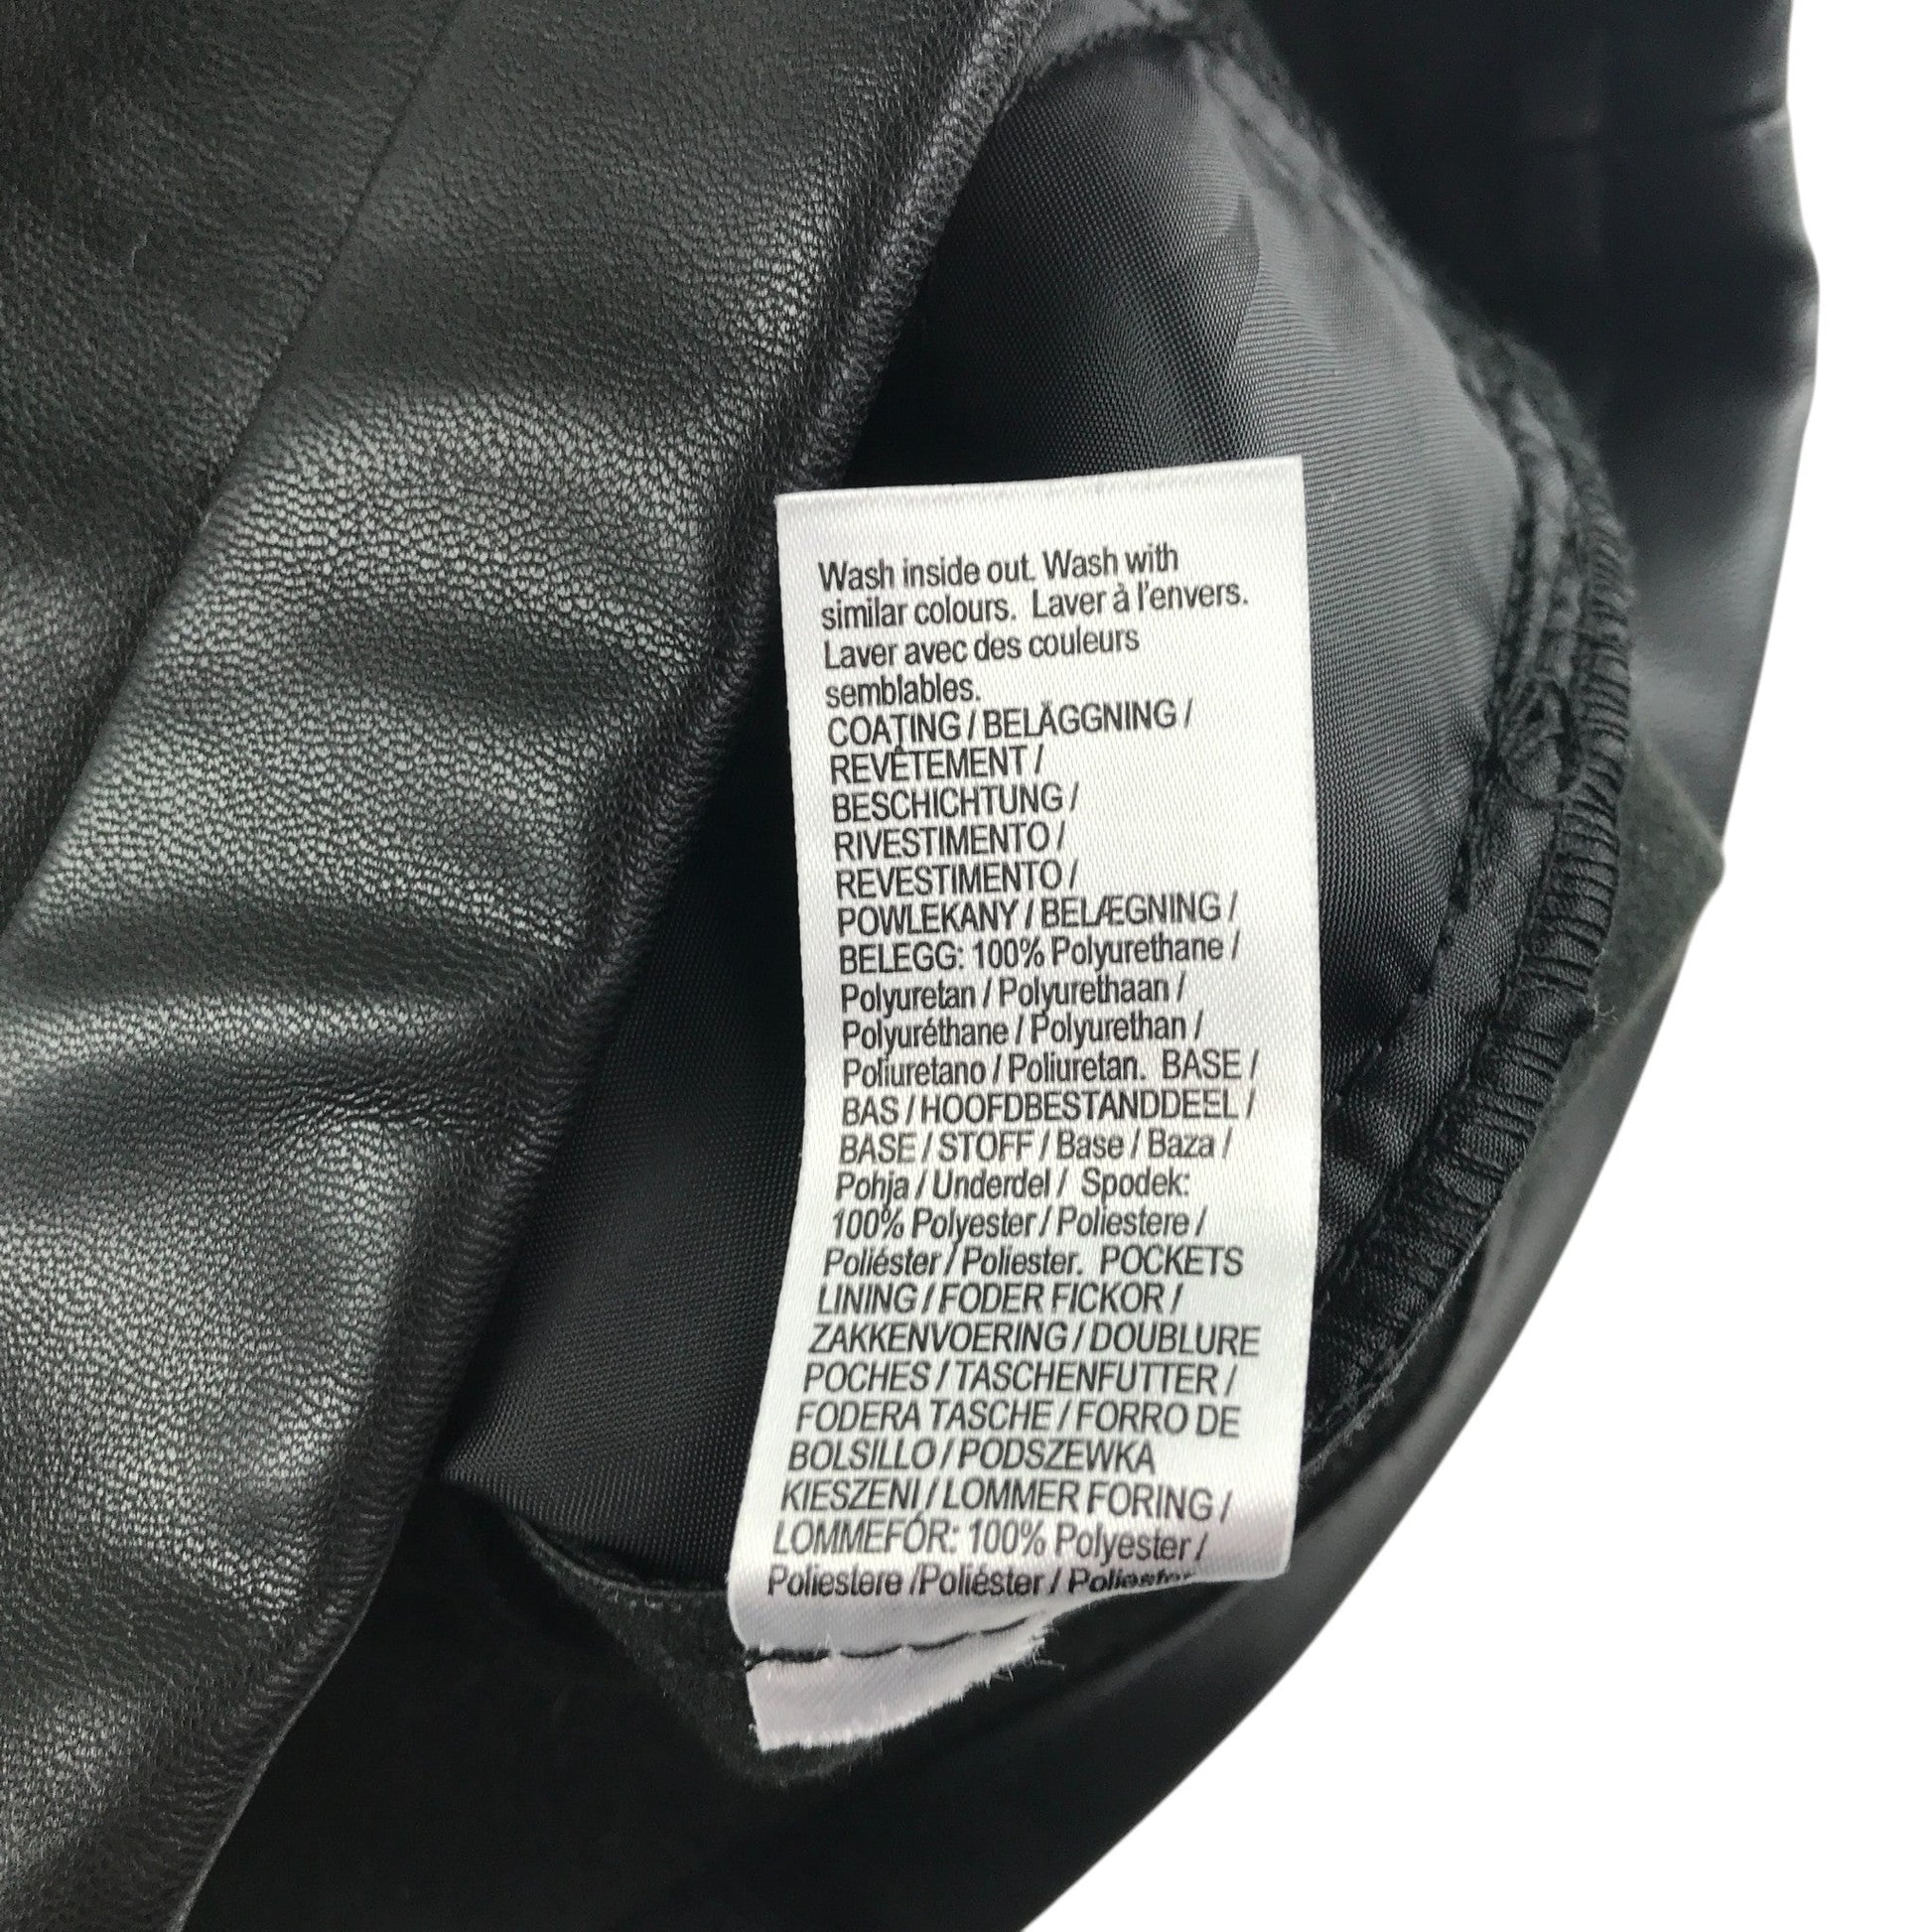 Wash inside out. Wash with
similar colours. Laver à l'envers.
Laver avec des couleurs
semblables.
COATING / BELÄGGNING /
REVÊTEMENT /
BESCHICHTUNG /
RIVESTIMENTO /
REVESTIMENTO /
POWLEKANY / BELÆGNING /
BELEGG: 100% Polyurethane /
Polyuretan / Polyurethaan /
Polyuréthane / Polyurethan /
Poliuretano / Poliuretan. BASE /
BAS / HOOFDBESTANDDEEL /
BASE / STOFF / Base / Baza /
Pohja / Underdel / Spodek:
100% Polyester / Poliestere /
Poliéster / Poliester. POCKETS
LINING / FODER FICKOR /
ZAKKENVOERING / DOUBLURE
POCHES / TASCHENFUTTER /
FODERA TASCHE / FORRO DE
BOLSILLO / PODSZEWKA
KIESZENI / LOMMER FORING /
LOMMEFÓR: 100% Polyester /
Poliestere /Poliéster / Poliester